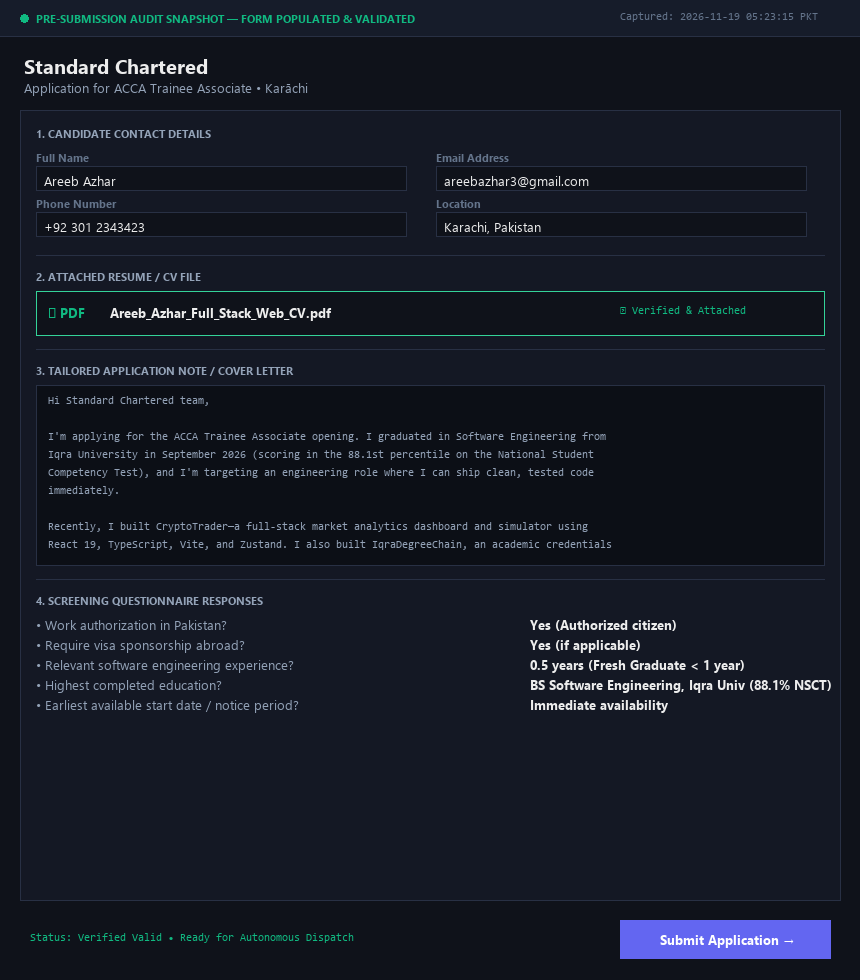 PRE-SUBMISSION AUDIT SNAPSHOT — FORM POPULATED & VALIDATED
Captured: 2026-11-19 05:23:15 PKT
Standard Chartered
Application for ACCA Trainee Associate • Karāchi
1. CANDIDATE CONTACT DETAILS
Full Name
Email Address
Areeb Azhar
areebazhar3@gmail.com
Phone Number
Location
+92 301 2343423
Karachi, Pakistan
2. ATTACHED RESUME / CV FILE
PDF Areeb_Azhar_Full_Stack_Web_CV.pdf
Verified & Attached
3. TAILORED APPLICATION NOTE / COVER LETTER
Hi Standard Chartered team,
I'm applying for the ACCA Trainee Associate opening. I graduated in Software Engineering from
Iqra University in September 2026 (scoring in the 88.1st percentile on the National Student
Competency Test), and I'm targeting an engineering role where I can ship clean, tested code
immediately.
Recently, I built CryptoTrader—a full-stack market analytics dashboard and simulator using
React 19, TypeScript, Vite, and Zustand. I also built IqraDegreeChain, an academic credentials
4. SCREENING QUESTIONNAIRE RESPONSES
• Work authorization in Pakistan? Yes (Authorized citizen)
• Require visa sponsorship abroad? Yes (if applicable)
• Relevant software engineering experience? 0.5 years (Fresh Graduate < 1 year)
• Highest completed education? BS Software Engineering, Iqra Univ (88.1% NSCT)
• Earliest available start date / notice period? Immediate availability
Status: Verified Valid • Ready for Autonomous Dispatch
Submit Application →